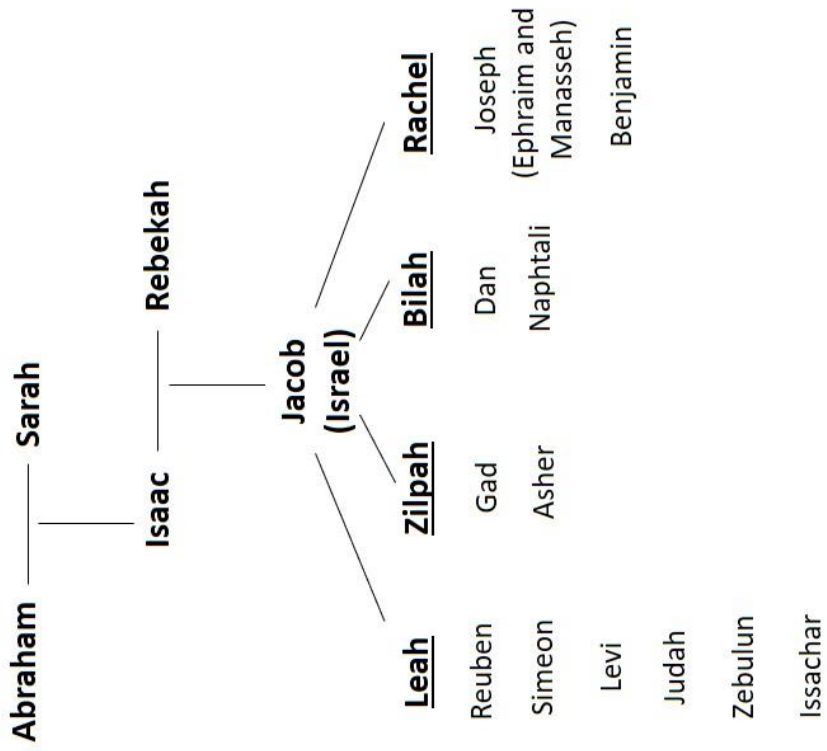 Abraham Sarah
Isaac Rebekah
Jacob
(Israel)
Leah Zilpah Bilah Rachel
Reuben Gad Dan Joseph
Simeon Asher Naphtali (Ephraim and
Manasseh)
Levi Benjamin
Judah
Zebulun
Issachar